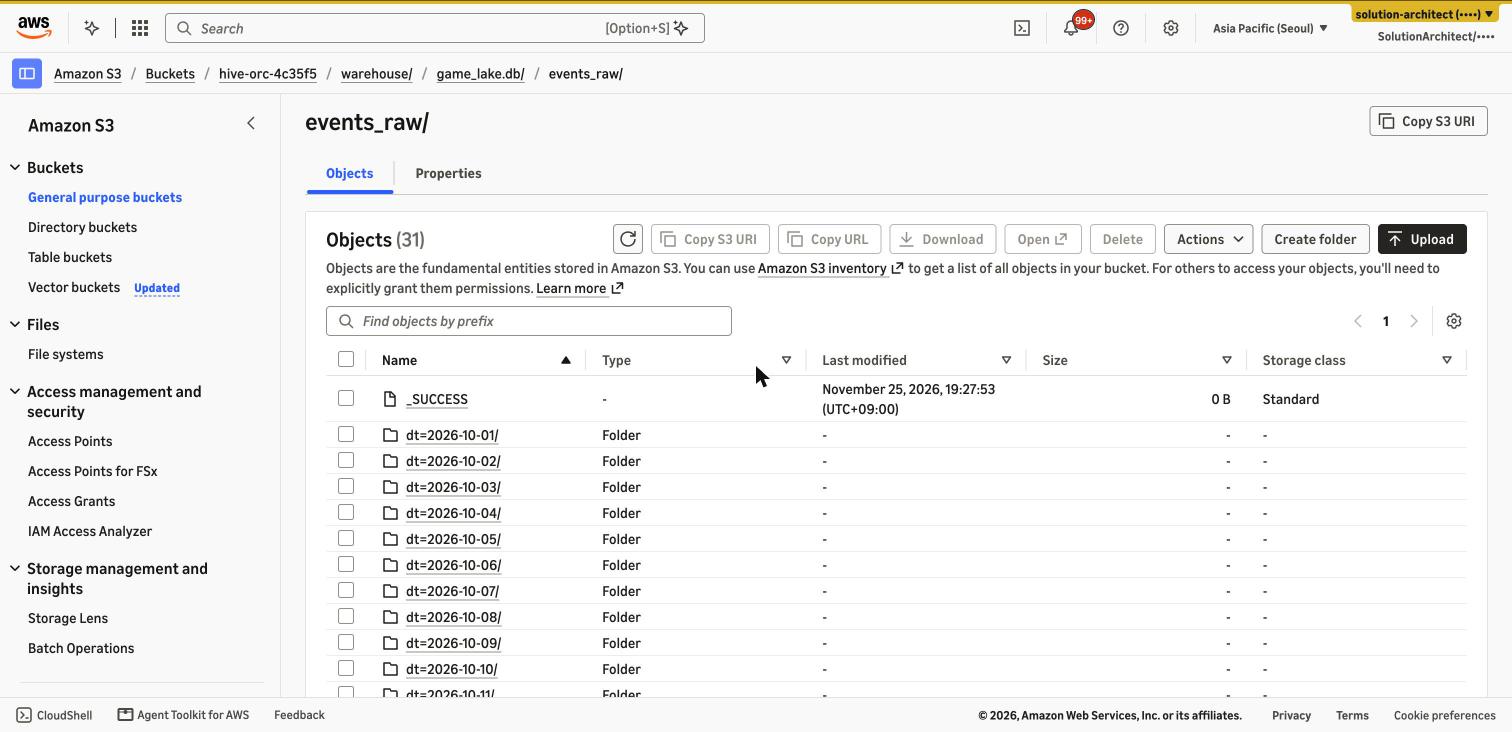 aws
Search
[Option+S]
99+
Asia Pacific (Seoul)
solution-architect (••••)
SolutionArchitect/••••
Amazon S3 / Buckets / hive-orc-4c35f5 / warehouse/ / game_lake.db/ / events_raw/
Amazon S3
Buckets
General purpose buckets
Directory buckets
Table buckets
Vector buckets Updated
Files
File systems
Access management and
security
Access Points
Access Points for FSx
Access Grants
IAM Access Analyzer
Storage management and
insights
Storage Lens
Batch Operations
events_raw/
Copy S3 URI
Objects
Properties
Objects (31)
Copy S3 URI
Copy URL
Download
Open
Delete
Actions
Create folder
Upload
Objects are the fundamental entities stored in Amazon S3. You can use Amazon S3 inventory to get a list of all objects in your bucket. For others to access your objects, you'll need to
explicitly grant them permissions. Learn more
Find objects by prefix
1
Name Type Last modified Size Storage class
_SUCCESS - November 25, 2026, 19:27:53 (UTC+09:00) 0 B Standard
dt=2026-10-01/ Folder - - -
dt=2026-10-02/ Folder - - -
dt=2026-10-03/ Folder - - -
dt=2026-10-04/ Folder - - -
dt=2026-10-05/ Folder - - -
dt=2026-10-06/ Folder - - -
dt=2026-10-07/ Folder - - -
dt=2026-10-08/ Folder - - -
dt=2026-10-09/ Folder - - -
dt=2026-10-10/ Folder - - -
dt=2026-10-11/ Folder - - -
CloudShell
Agent Toolkit for AWS
Feedback
© 2026, Amazon Web Services, Inc. or its affiliates.
Privacy
Terms
Cookie preferences